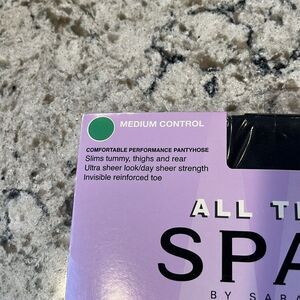 MEDIUM CONTROL
COMFORTABLE PERFORMANCE PANTYHOSE
Slims tummy, thighs and rear
Ultra sheer look/day sheer strength
Invisible reinforced toe
ALL
SPA
BY